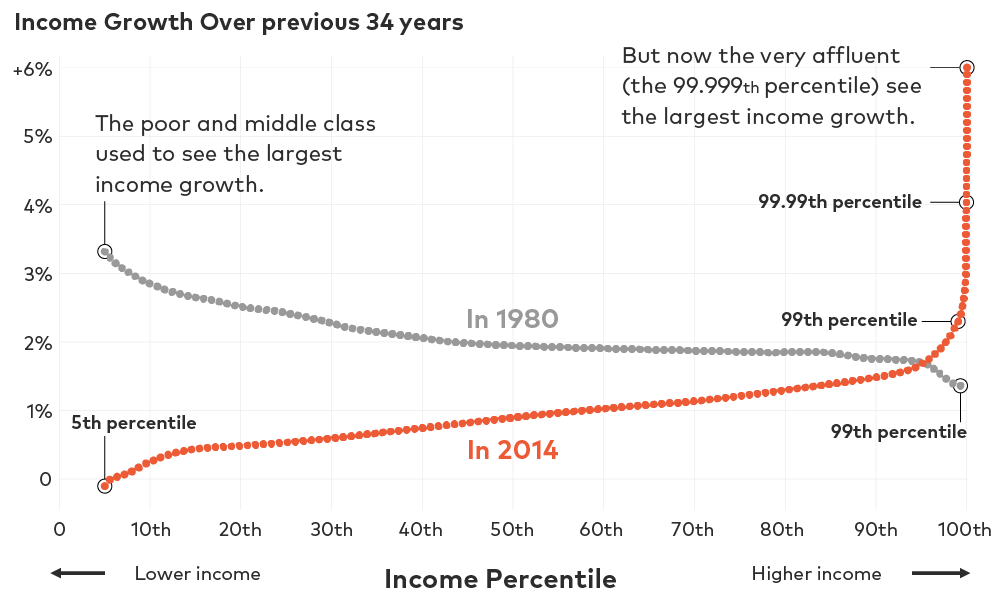 Income Growth Over previous 34 years
But now the very affluent
(the 99.999th percentile) see
the largest income growth.
The poor and middle class
used to see the largest
income growth.
+6%
5%
4%
3%
2%
1%
0
99.99th percentile
99th percentile
In 1980
5th percentile
99th percentile
In 2014
0 10th 20th 30th 40th 50th 60th 70th 80th 90th 100th
Lower income
Income Percentile
Higher income